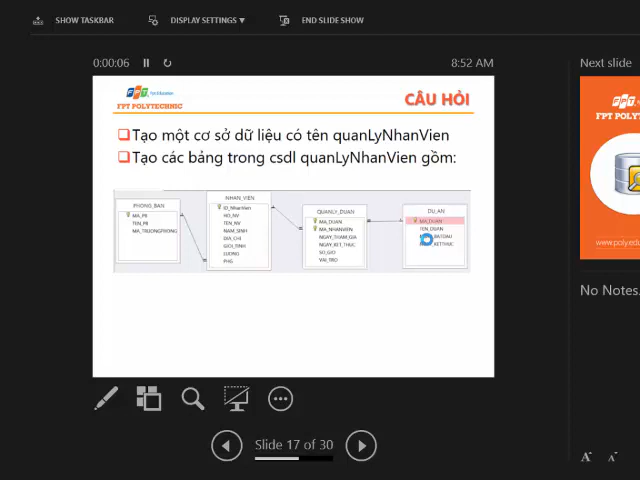 SHOW TASKBAR
DISPLAY SETTINGS ▼
END SLIDE SHOW
0:00:06
8:52 AM
Next slide
FPT
FPT POLYTECHNIC
CÂU HỎI
Tạo một cơ sở dữ liệu có tên quanLyNhanVien
Tạo các bảng trong csdl quanLyNhanVien gồm:
PHONG_BAN
MA_PB
TEN_PB
MA_TRUONGPHONG
NHAN_VIEN
ID_NhanVien
HO_NV
TEN_NV
NAM_SINH
DIA_CHI
GIOI_TINH
LUONG
PHG
QUANLY_DUAN
MA_DUAN
MA_NHANVIEN
NGAY_THAM_GIA
NGAY_KET_THUC
SO_GIO
VAI_TRO
DU_AN
MA_DUAN
TEN_DUAN
FPT POLY
www.poly.edu
No Notes.
Slide 17 of 30
A
A